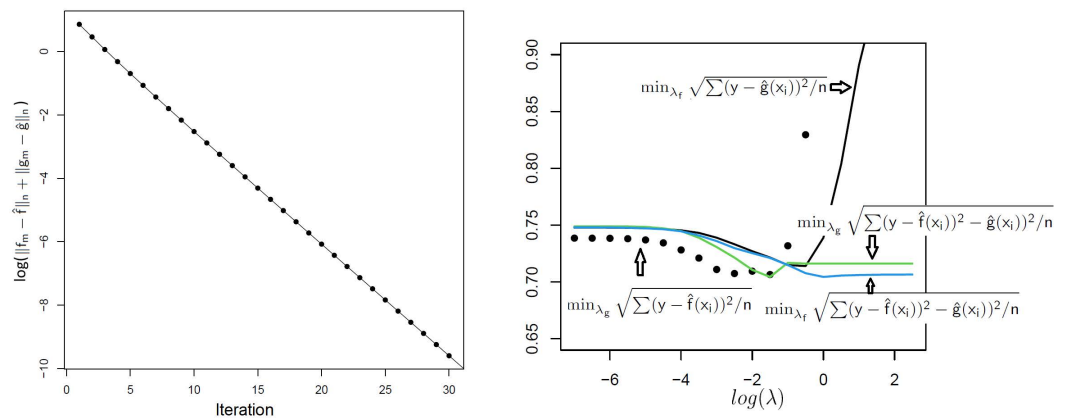 log(‖f_m − f̂‖_n + ‖g_m − ĝ‖_n )
0
−2
−4
−6
−8
−10
0 5 10 15 20 25 30
Iteration
0.90
0.85
0.80
0.75
0.70
0.65
min_{λ_f} √∑(y − ĝ(x_i))²/n
min_{λ_g} √∑(y − f̂(x_i))² − ĝ(x_i))²/n
min_{λ_g} √∑(y − f̂(x_i))²/n
min_{λ_f} √∑(y − f̂(x_i))² − ĝ(x_i))²/n
−6 −4 −2 0 2
log(λ)